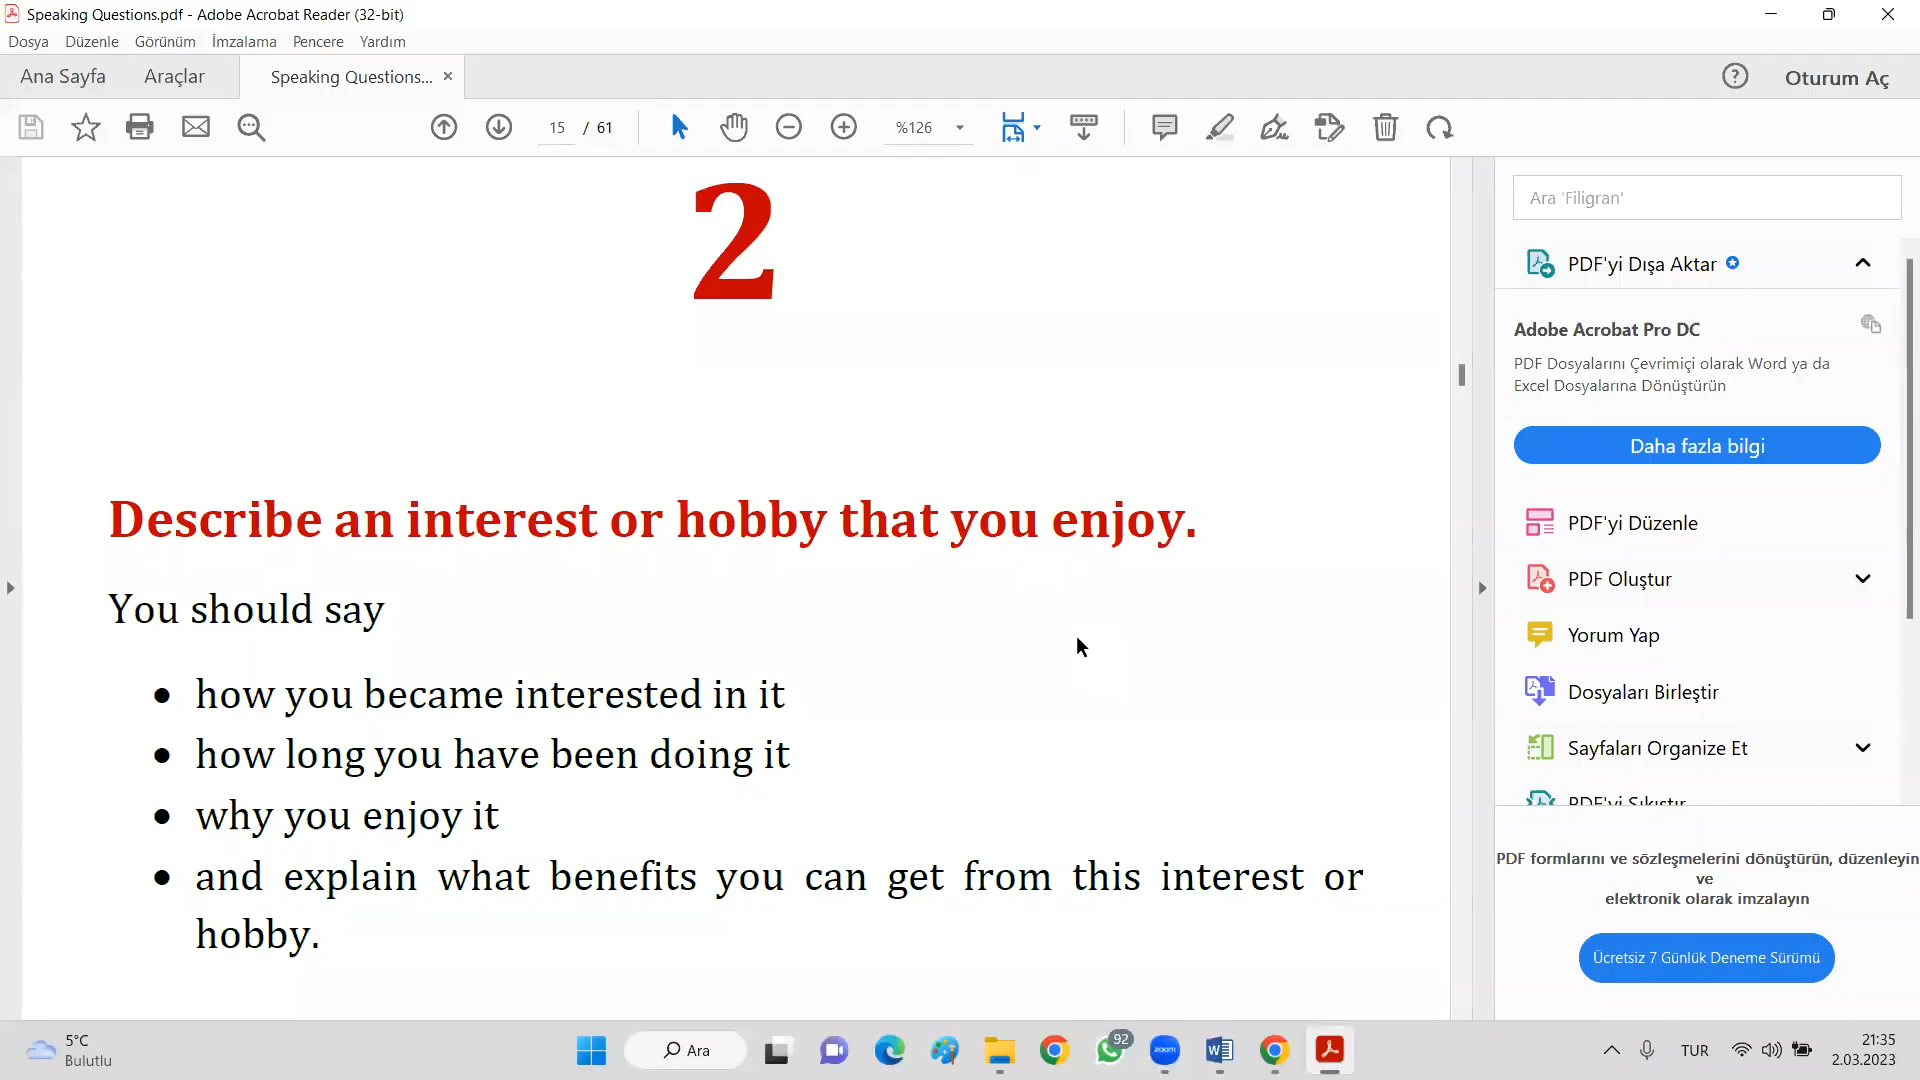 Speaking Questions.pdf - Adobe Acrobat Reader (32-bit)
Dosya Düzenle Görünüm İmzalama Pencere Yardım
Ana Sayfa Araçlar Speaking Questions... × Oturum Aç
15 / 61 %126
2
Describe an interest or hobby that you enjoy.
You should say
• how you became interested in it
• how long you have been doing it
• why you enjoy it
• and explain what benefits you can get from this interest or
hobby.
Ara 'Filigran'
PDF'yi Dışa Aktar
Adobe Acrobat Pro DC
PDF Dosyalarını Çevrimiçi olarak Word ya da
Excel Dosyalarına Dönüştürün
Daha fazla bilgi
PDF'yi Düzenle
PDF Oluştur
Yorum Yap
Dosyaları Birleştir
Sayfaları Organize Et
PDF'yi Sıkıştır
PDF formlarını ve sözleşmelerini dönüştürün, düzenleyin
ve
elektronik olarak imzalayın
Ücretsiz 7 Günlük Deneme Sürümü
5°C
Bulutlu
Ara
92
zoom
TUR
21:35
2.03.2023